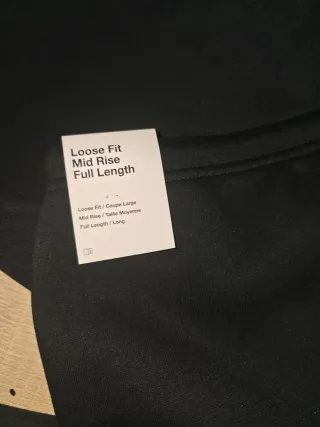 Loose Fit
Mid Rise
Full Length
Loose Fit / Coupe Large
Mid Rise / Taille Moyenne
Full Length / Long